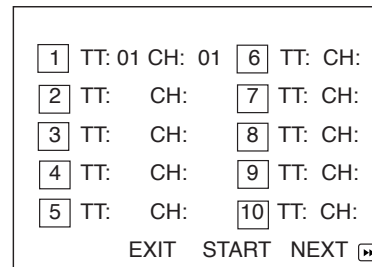 1 TT: 01 CH: 01 6 TT: CH:
2 TT: CH: 7 TT: CH:
3 TT: CH: 8 TT: CH:
4 TT: CH: 9 TT: CH:
5 TT: CH: 10 TT: CH:
EXIT START NEXT